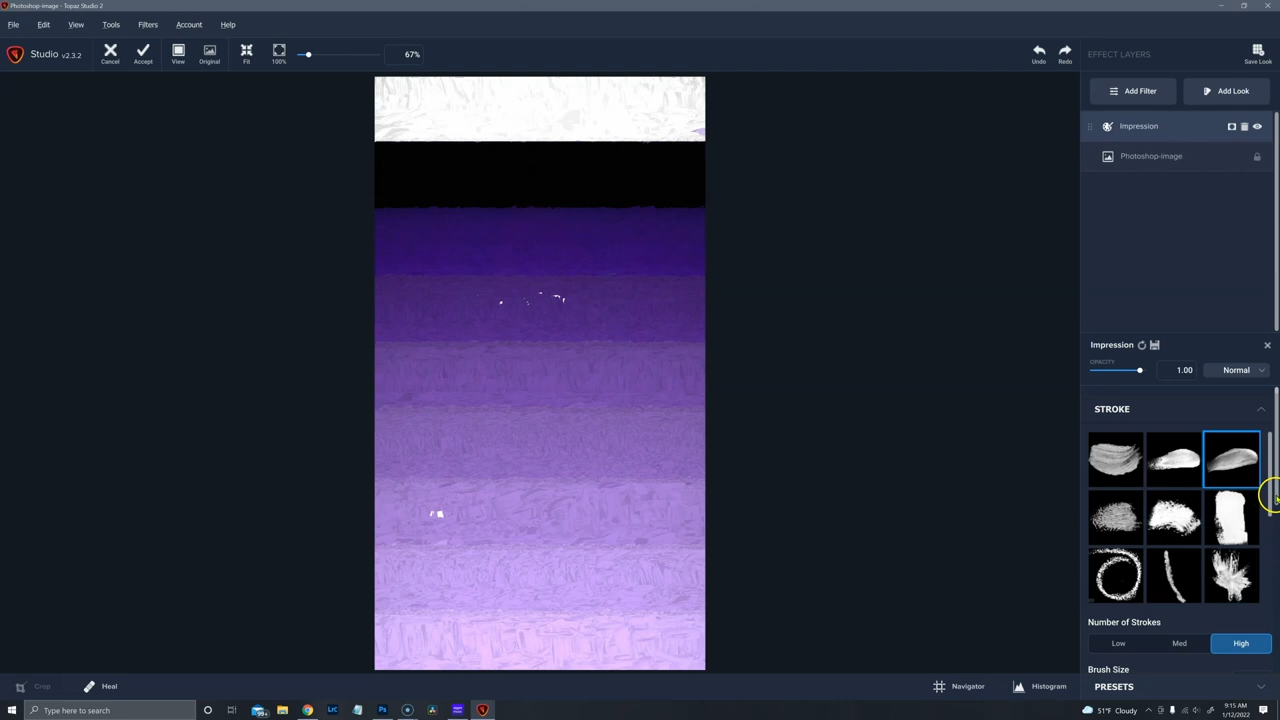 Photoshop-image - Topaz Studio 2
File Edit View Tools Filters Account Help
Studio v2.3.2 Cancel Accept View Original Fit 100% 67% Undo Redo EFFECT LAYERS Save Look
Add Filter Add Look
Impression
Photoshop-image
Impression
OPACITY 1.00 Normal
STROKE
Number of Strokes
Low Med High
Brush Size
Crop Heal Navigator Histogram PRESETS
Type here to search 99+ LrC Ps 51°F Cloudy 9:15 AM
1/12/2022